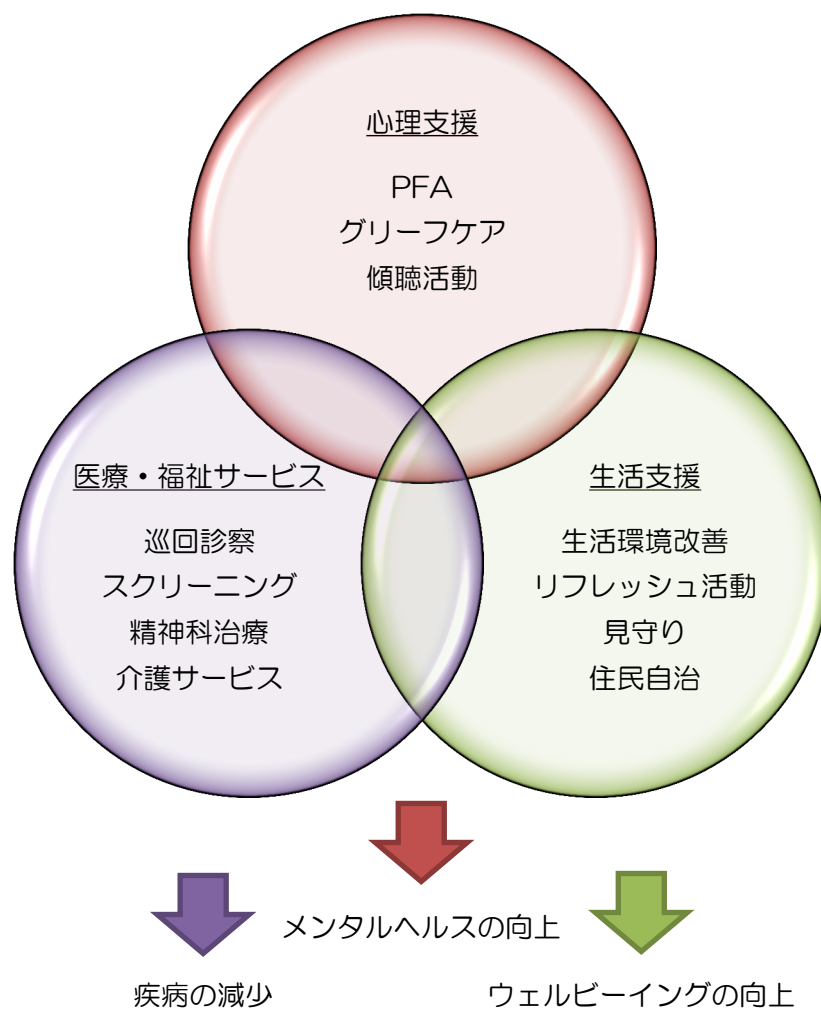 心理支援
PFA
グリーフケア
傾聴活動
医療・福祉サービス
巡回診察
スクリーニング
精神科治療
介護サービス
生活支援
生活環境改善
リフレッシュ活動
見守り
住民自治
メンタルヘルスの向上
疾病の減少
ウェルビーイングの向上